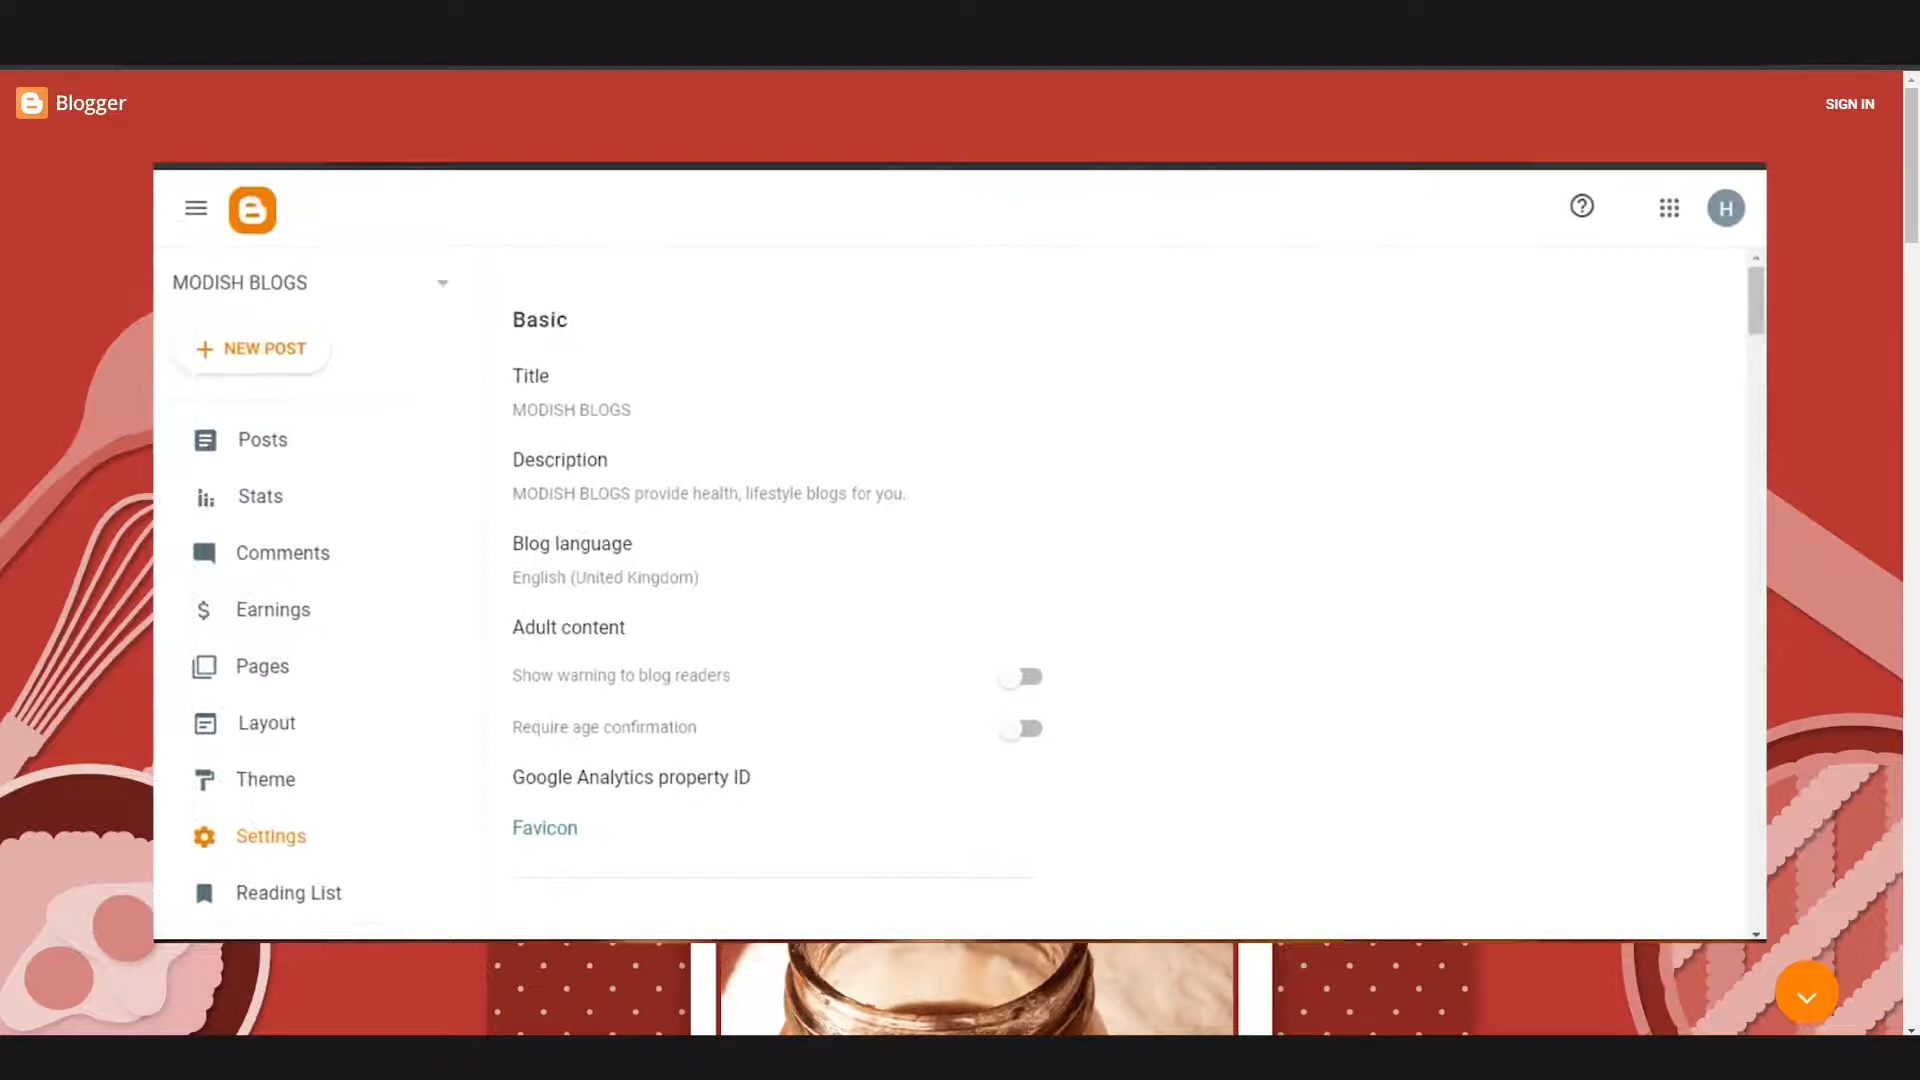 Blogger
SIGN IN
H
MODISH BLOGS
+ NEW POST
Posts
Stats
Comments
Earnings
Pages
Layout
Theme
Settings
Reading List
Basic
Title
MODISH BLOGS
Description
MODISH BLOGS provide health, lifestyle blogs for you.
Blog language
English (United Kingdom)
Adult content
Show warning to blog readers
Require age confirmation
Google Analytics property ID
Favicon